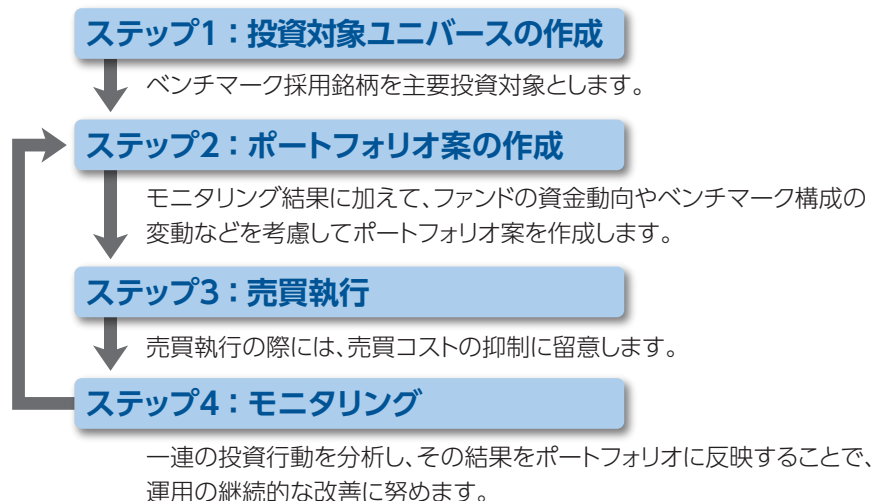 ステップ1：投資対象ユニバースの作成
ベンチマーク採用銘柄を主要投資対象とします。
ステップ2：ポートフォリオ案の作成
モニタリング結果に加えて、ファンドの資金動向やベンチマーク構成の
変動などを考慮してポートフォリオ案を作成します。
ステップ3：売買執行
売買執行の際には、売買コストの抑制に留意します。
ステップ4：モニタリング
一連の投資行動を分析し、その結果をポートフォリオに反映することで、
運用の継続的な改善に努めます。